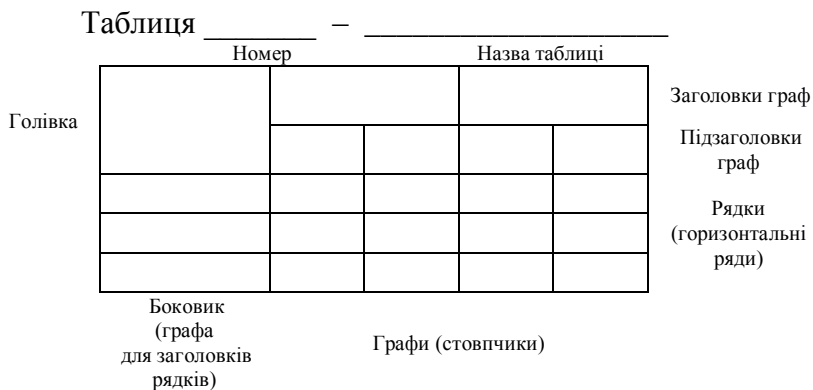 Таблиця _______ – ___________________
Номер
Назва таблиці
Голівка
Заголовки граф
Підзаголовки
граф
Рядки
(горизонтальні
ряди)
Боковик
(графа
для заголовків
рядків)
Графи (стовпчики)